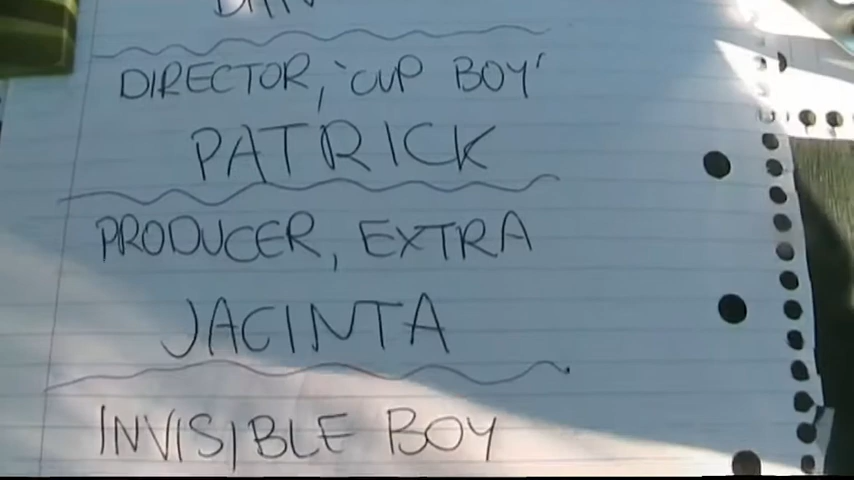 DIRECTOR, 'CUP BOY'
PATRICK
PRODUCER, EXTRA
JACINTA
INVISIBLE BOY